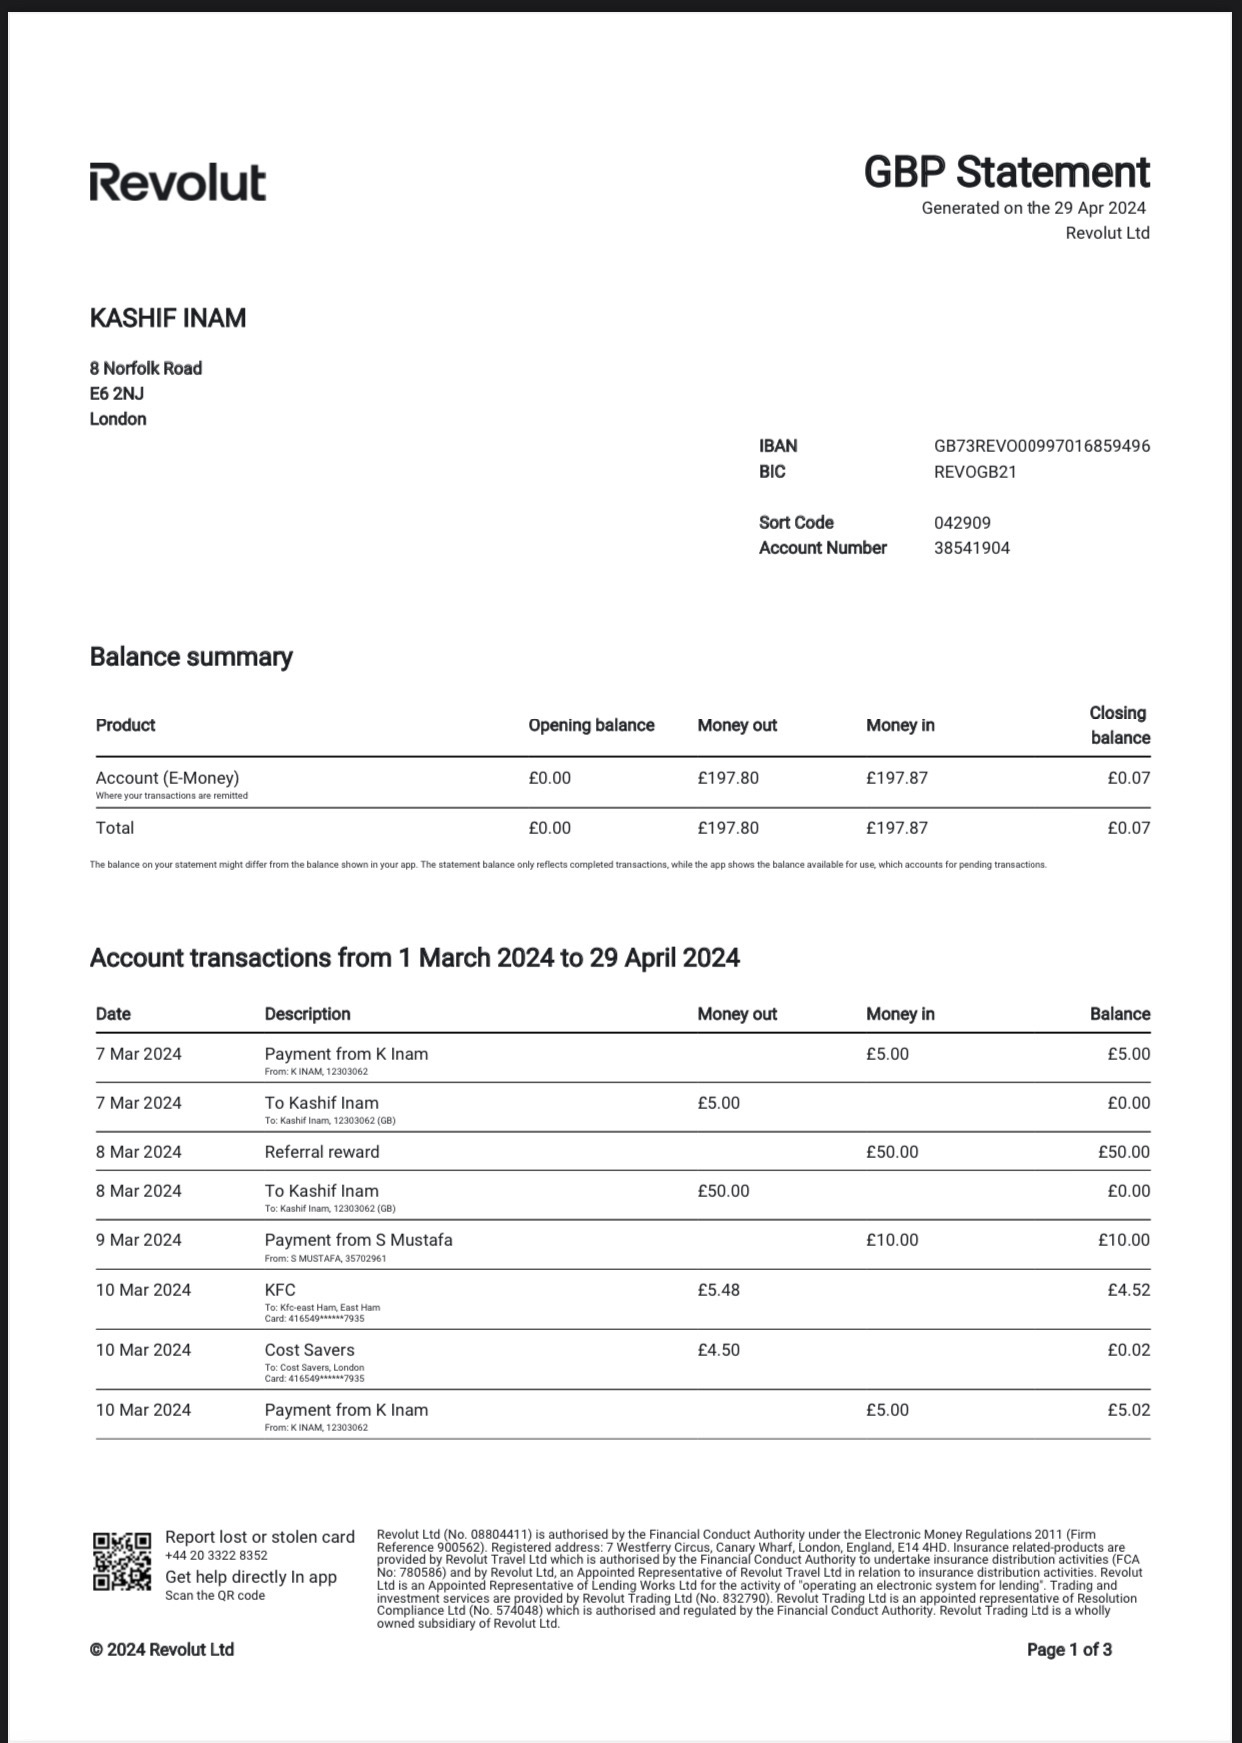 Revolut
GBP Statement
Generated on the 29 Apr 2024
Revolut Ltd
KASHIF INAM
8 Norfolk Road
E6 2NJ
London
IBAN GB73REVO00997016859496
BIC REVOGB21
Sort Code 042909
Account Number 38541904
Balance summary
Product Opening balance Money out Money in Closing balance
Account (E-Money) £0.00 £197.80 £197.87 £0.07
Where your transactions are remitted
Total £0.00 £197.80 £197.87 £0.07
The balance on your statement might differ from the balance shown in your app. The statement balance only reflects completed transactions, while the app shows the balance available for use, which accounts for pending transactions.
Account transactions from 1 March 2024 to 29 April 2024
Date Description Money out Money in Balance
7 Mar 2024 Payment from K Inam £5.00 £5.00
From: K INAM, 12303062
7 Mar 2024 To Kashif Inam £5.00 £0.00
To: Kashif Inam, 12303062 (GB)
8 Mar 2024 Referral reward £50.00 £50.00
8 Mar 2024 To Kashif Inam £50.00 £0.00
To: Kashif Inam, 12303062 (GB)
9 Mar 2024 Payment from S Mustafa £10.00 £10.00
From: S MUSTAFA, 35702961
10 Mar 2024 KFC £5.48 £4.52
To: Kfc-east Ham, East Ham
Card: 416549******7935
10 Mar 2024 Cost Savers £4.50 £0.02
To: Cost Savers, London
Card: 416549******7935
10 Mar 2024 Payment from K Inam £5.00 £5.02
From: K INAM, 12303062
Report lost or stolen card
+44 20 3322 8352
Get help directly In app
Scan the QR code
Revolut Ltd (No. 08804411) is authorised by the Financial Conduct Authority under the Electronic Money Regulations 2011 (Firm
Reference 900562). Registered address: 7 Westferry Circus, Canary Wharf, London, England, E14 4HD. Insurance related-products are
provided by Revolut Travel Ltd which is authorised by the Financial Conduct Authority to undertake insurance distribution activities (FCA
No: 780586) and by Revolut Ltd, an Appointed Representative of Revolut Travel Ltd in relation to insurance distribution activities. Revolut
Ltd is an Appointed Representative of Lending Works Ltd for the activity of "operating an electronic system for lending". Trading and
investment services are provided by Revolut Trading Ltd (No. 832790). Revolut Trading Ltd is an appointed representative of Resolution
Compliance Ltd (No. 574048) which is authorised and regulated by the Financial Conduct Authority. Revolut Trading Ltd is a wholly
owned subsidiary of Revolut Ltd.
© 2024 Revolut Ltd
Page 1 of 3